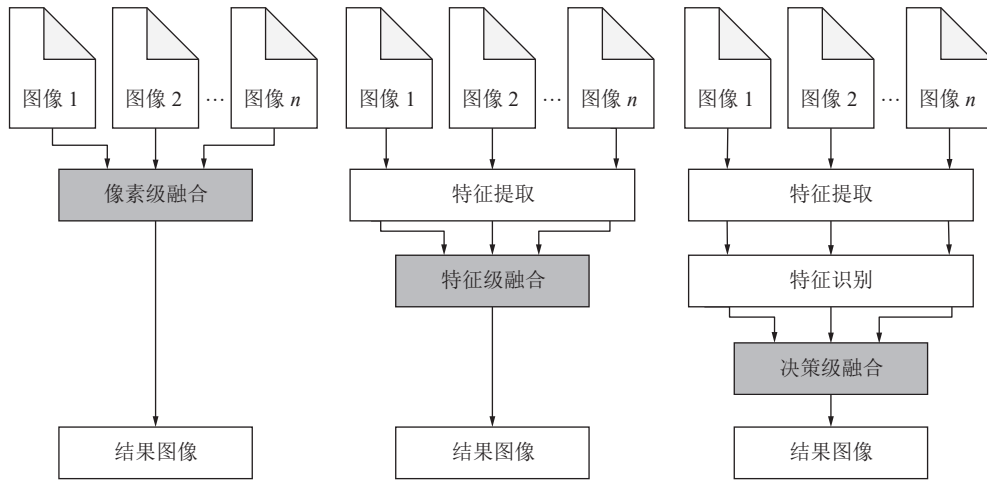 图像 1 图像 2 … 图像 n 图像 1 图像 2 … 图像 n 图像 1 图像 2 … 图像 n
像素级融合 特征提取 特征提取
特征级融合 特征识别
决策级融合
结果图像 结果图像 结果图像